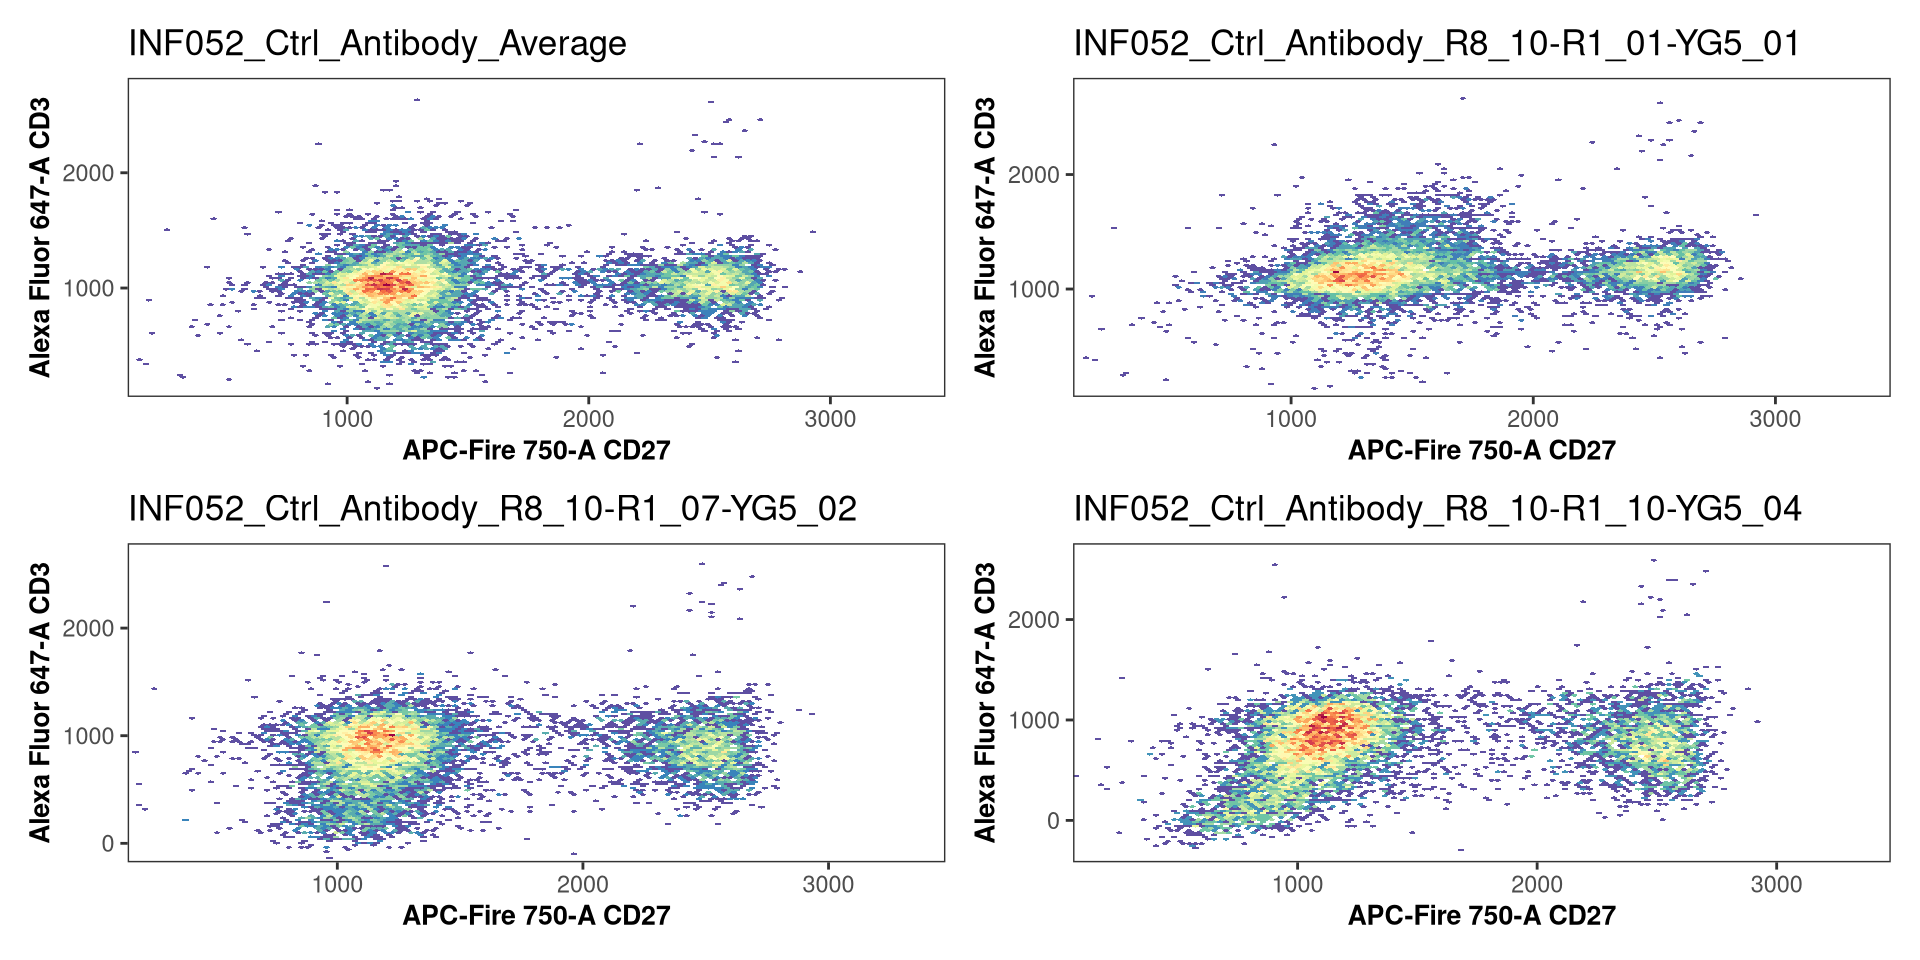 INF052_Ctrl_Antibody_Average
Alexa Fluor 647-A CD3
2000
1000
1000
2000
3000
APC-Fire 750-A CD27
INF052_Ctrl_Antibody_R8_10-R1_01-YG5_01
Alexa Fluor 647-A CD3
2000
1000
1000
2000
3000
APC-Fire 750-A CD27
INF052_Ctrl_Antibody_R8_10-R1_07-YG5_02
Alexa Fluor 647-A CD3
2000
1000
0
1000
2000
3000
APC-Fire 750-A CD27
INF052_Ctrl_Antibody_R8_10-R1_10-YG5_04
Alexa Fluor 647-A CD3
2000
1000
0
1000
2000
3000
APC-Fire 750-A CD27